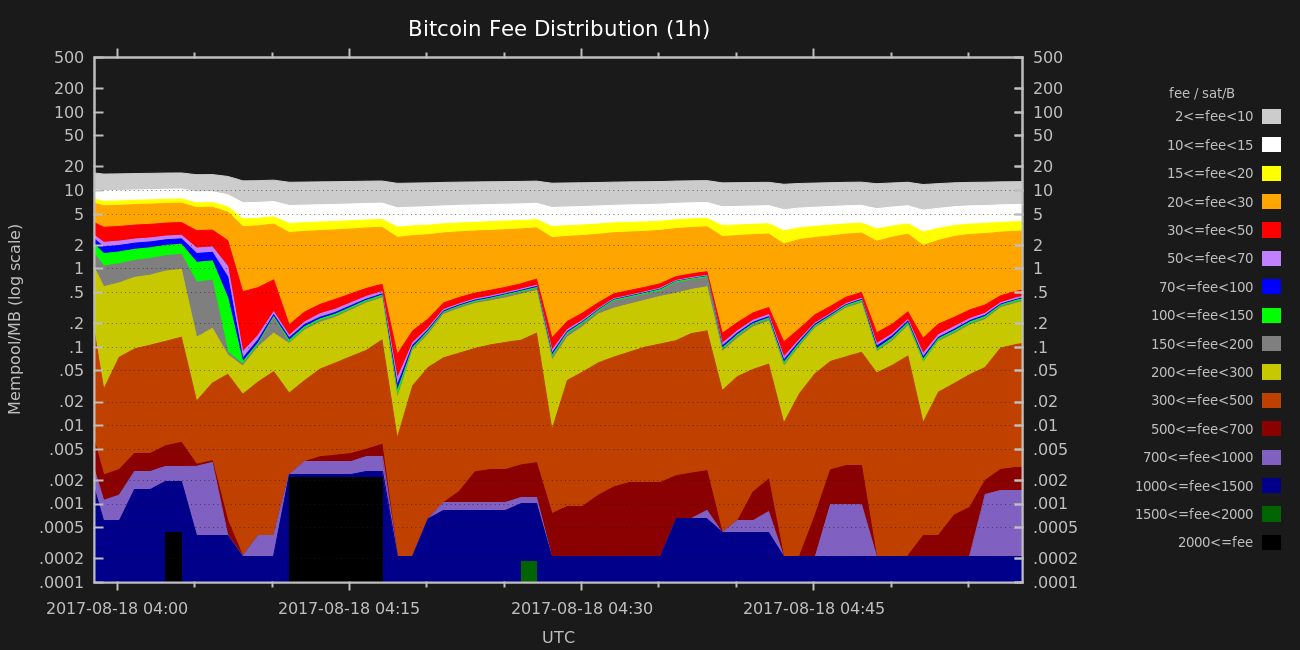 Bitcoin Fee Distribution (1h)
500 500
200 200
100 100
50 50
20 20
10 10
5 5
2 2
1 1
.5 .5
.2 .2
.1 .1
.05 .05
.02 .02
.01 .01
.005 .005
.002 .002
.001 .001
.0005 .0005
.0002 .0002
.0001 .0001
Mempool/MB (log scale)
2017-08-18 04:00 2017-08-18 04:15 2017-08-18 04:30 2017-08-18 04:45
UTC
fee / sat/B
2<=fee<10
10<=fee<15
15<=fee<20
20<=fee<30
30<=fee<50
50<=fee<70
70<=fee<100
100<=fee<150
150<=fee<200
200<=fee<300
300<=fee<500
500<=fee<700
700<=fee<1000
1000<=fee<1500
1500<=fee<2000
2000<=fee